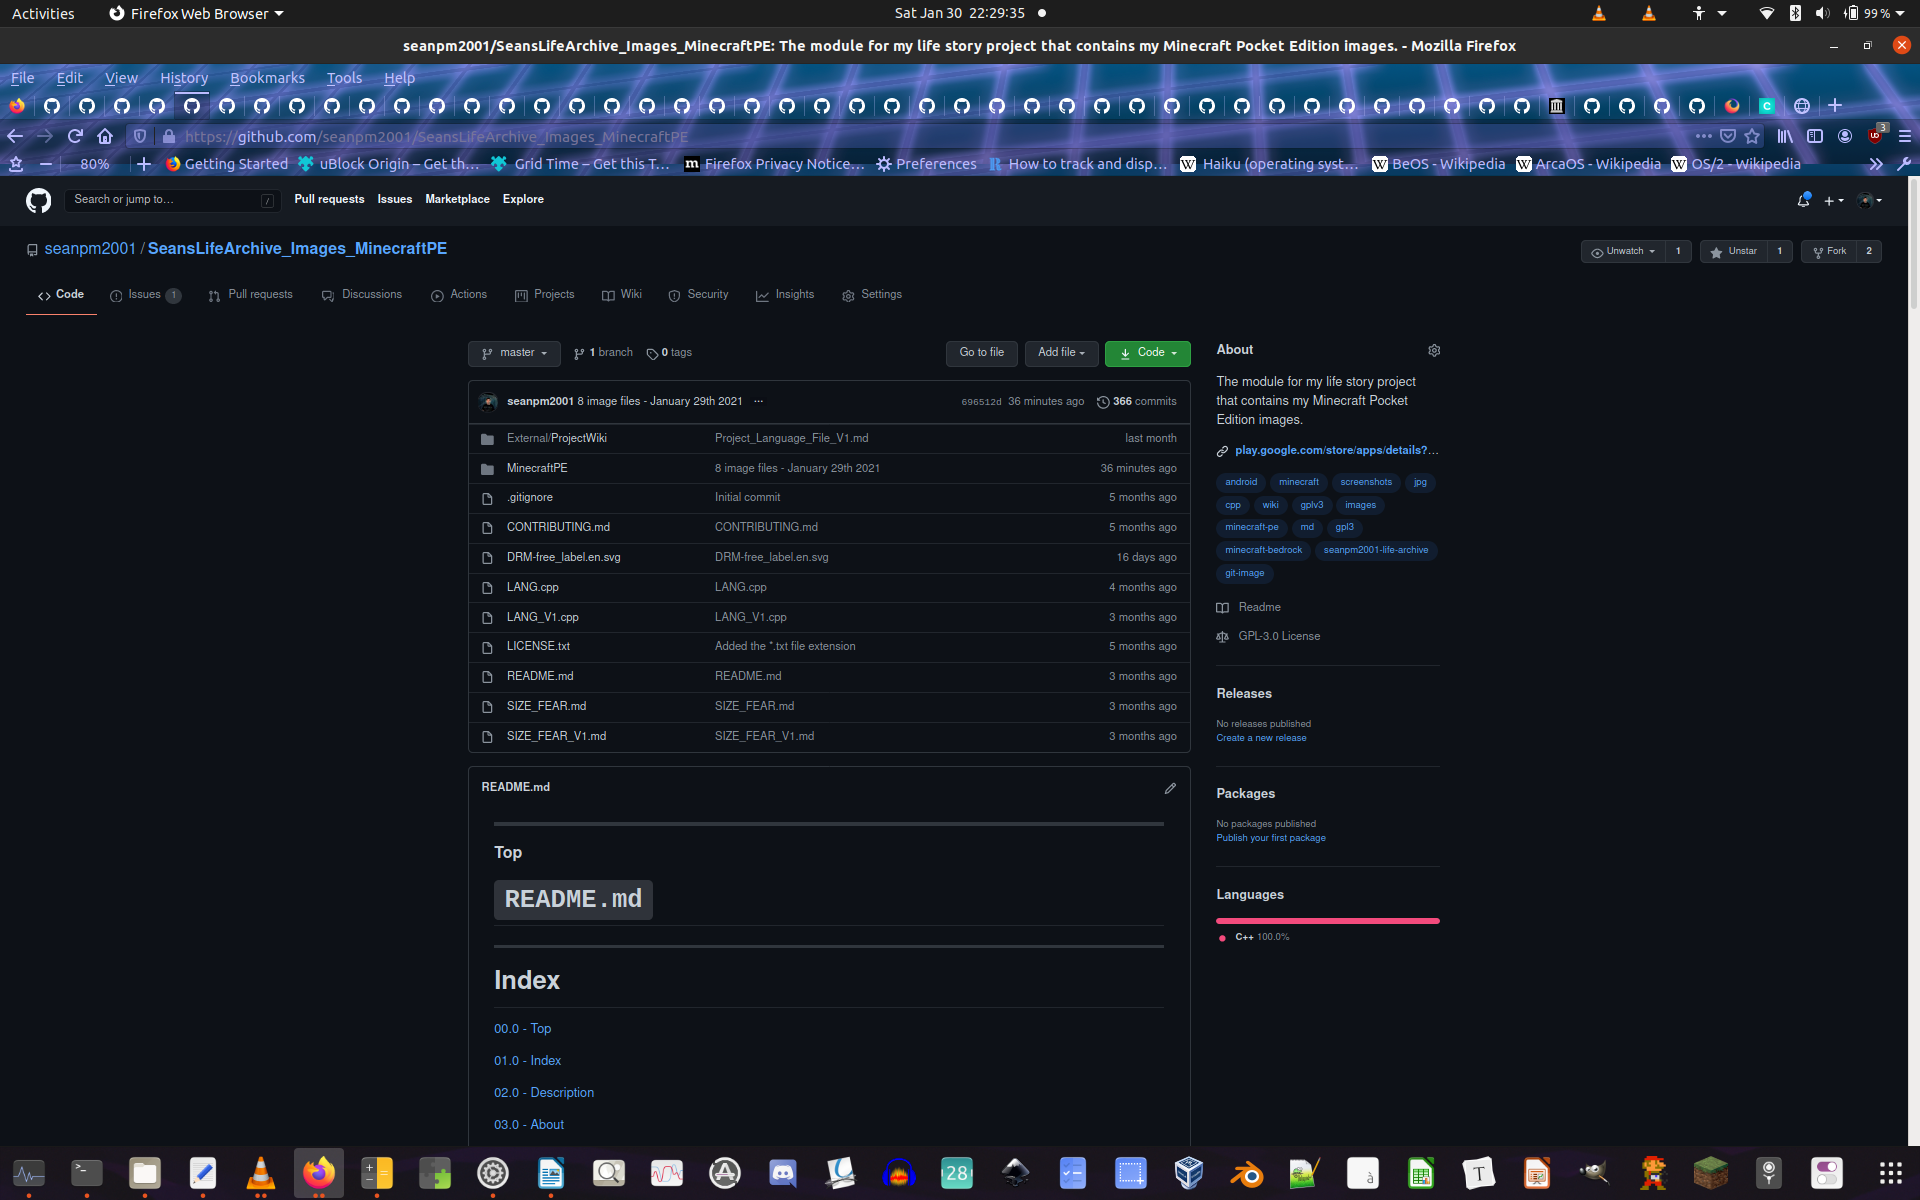 Activities Firefox Web Browser Sat Jan 30 22:29:35 99 %
seanpm2001/SeansLifeArchive_Images_MinecraftPE: The module for my life story project that contains my Minecraft Pocket Edition images. - Mozilla Firefox
File Edit View History Bookmarks Tools Help
https://github.com/seanpm2001/SeansLifeArchive_Images_MinecraftPE 3
80% Getting Started uBlock Origin – Get th… Grid Time – Get this T… Firefox Privacy Notice… Preferences How to track and disp… Haiku (operating syst… BeOS - Wikipedia ArcaOS - Wikipedia OS/2 - Wikipedia
Search or jump to… / Pull requests Issues Marketplace Explore
seanpm2001 / SeansLifeArchive_Images_MinecraftPE Unwatch 1 Unstar 1 Fork 2
Code Issues 1 Pull requests Discussions Actions Projects Wiki Security Insights Settings
master 1 branch 0 tags Go to file Add file Code
seanpm2001 8 image files - January 29th 2021 … 696512d 36 minutes ago 366 commits
External/ProjectWiki Project_Language_File_V1.md last month
MinecraftPE 8 image files - January 29th 2021 36 minutes ago
.gitignore Initial commit 5 months ago
CONTRIBUTING.md CONTRIBUTING.md 5 months ago
DRM-free_label.en.svg DRM-free_label.en.svg 16 days ago
LANG.cpp LANG.cpp 4 months ago
LANG_V1.cpp LANG_V1.cpp 3 months ago
LICENSE.txt Added the *.txt file extension 5 months ago
README.md README.md 3 months ago
SIZE_FEAR.md SIZE_FEAR.md 3 months ago
SIZE_FEAR_V1.md SIZE_FEAR_V1.md 3 months ago
README.md
Top
README.md
Index
00.0 - Top
01.0 - Index
02.0 - Description
03.0 - About
About
The module for my life story project
that contains my Minecraft Pocket
Edition images.
play.google.com/store/apps/details?…
android minecraft screenshots jpg
cpp wiki gplv3 images
minecraft-pe md gpl3
minecraft-bedrock seanpm2001-life-archive
git-image
Readme
GPL-3.0 License
Releases
No releases published
Create a new release
Packages
No packages published
Publish your first package
Languages
C++ 100.0%
28